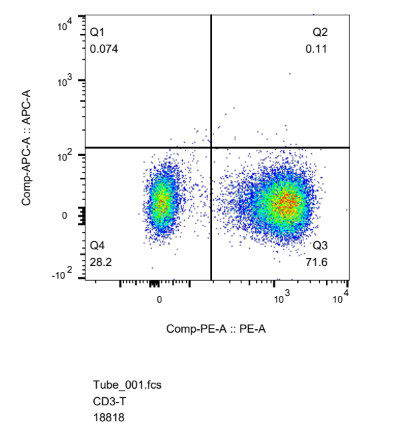 10^4
Q1
Q2
0.074
0.11
10^3
Comp-APC-A :: APC-A
10^2
0
Q4
Q3
28.2
71.6
-10^2
0
10^3
10^4
Comp-PE-A :: PE-A
Tube_001.fcs
CD3-T
18818